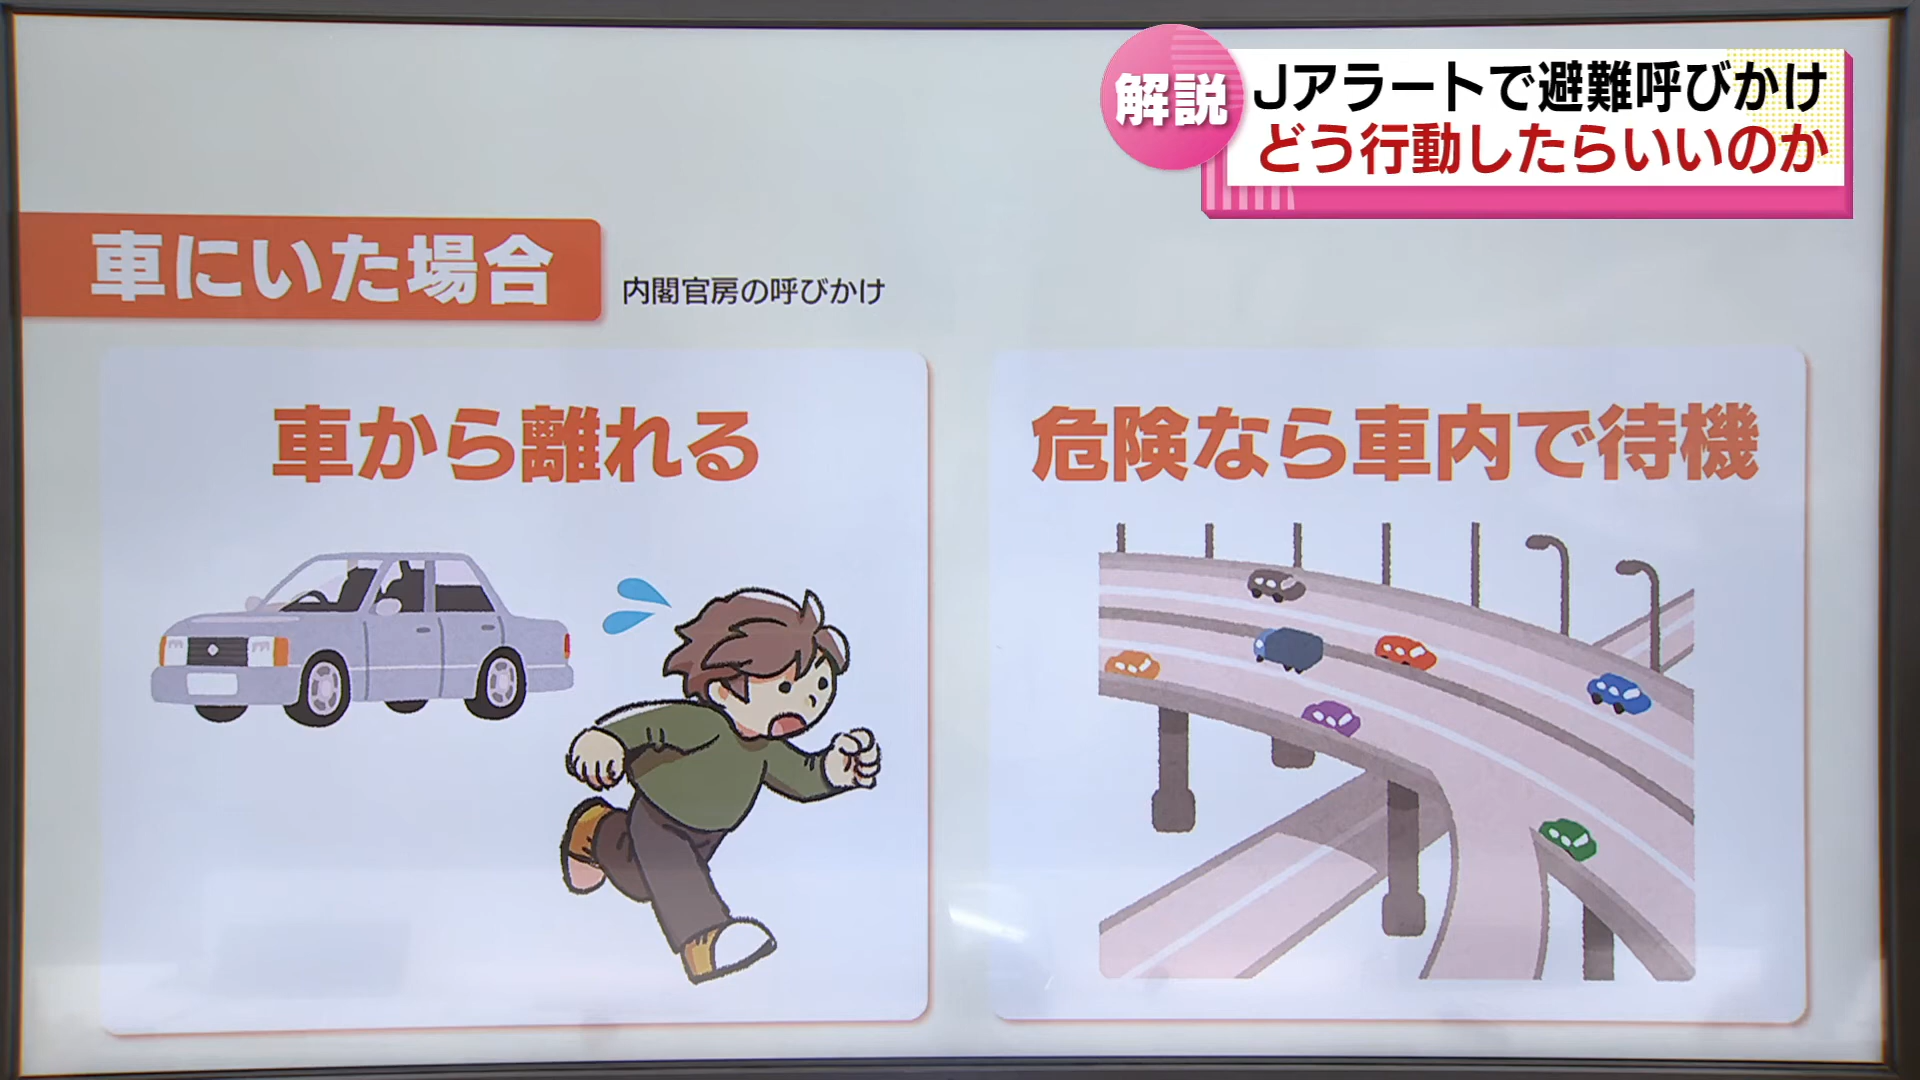 解説
Jアラートで避難呼びかけ
どう行動したらいいのか
車にいた場合
内閣官房の呼びかけ
車から離れる
危険なら車内で待機